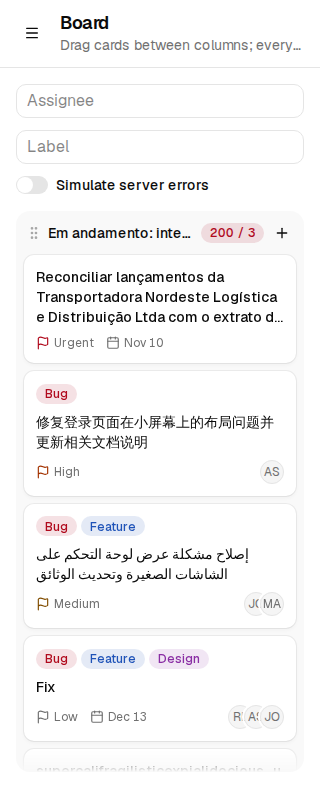 Board
Drag cards between columns; every…
Assignee
Label
Simulate server errors
Em andamento: inte… 200 / 3
Reconciliar lançamentos da
Transportadora Nordeste Logística
e Distribuição Ltda com o extrato d…
Urgent Nov 10
Bug
修复登录页面在小屏幕上的布局问题并
更新相关文档说明
High AS
Bug Feature
إصلاح مشكلة عرض لوحة التحكم على
الشاشات الصغيرة وتحديث الوثائق
Medium JO MA
Bug Feature Design
Fix
Low Dec 13 JO